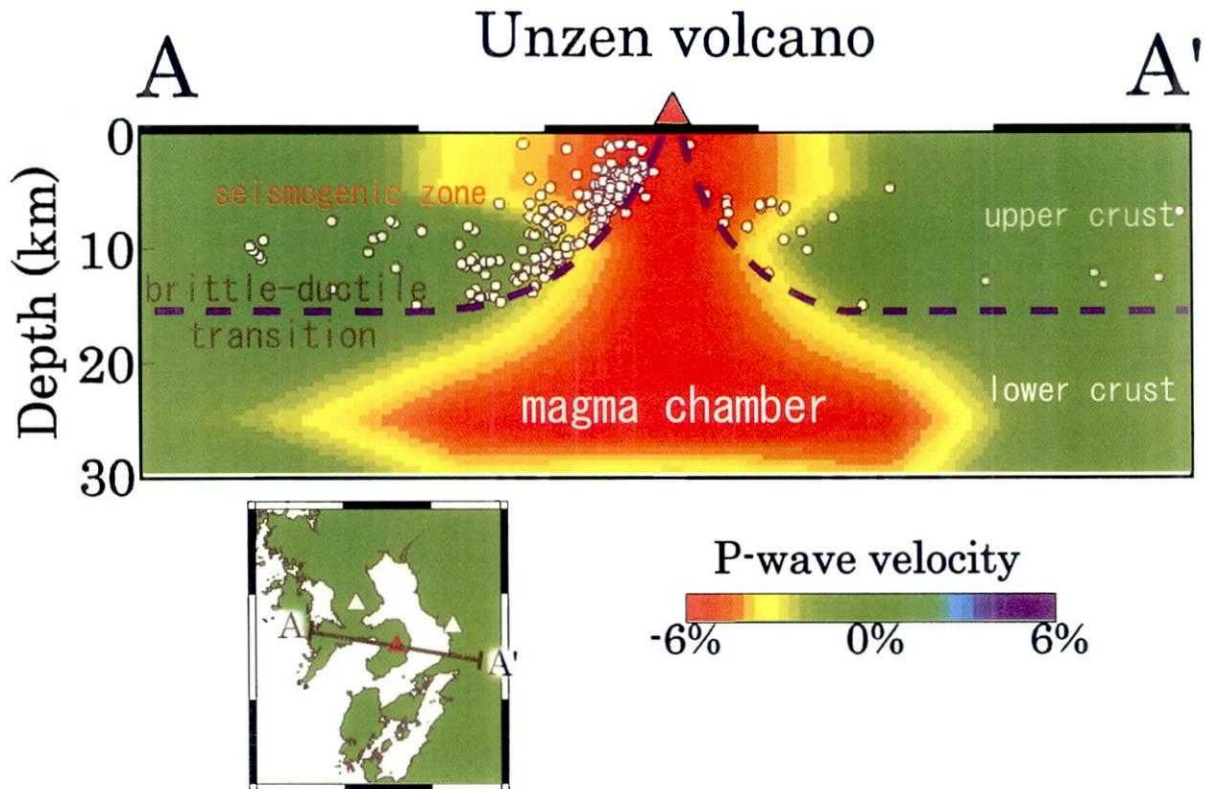 Unzen volcano
A
A'
0
10
20
30
Depth (km)
seismogenic zone
upper crust
brittle-ductile
transition
lower crust
magma chamber
A
A'
P-wave velocity
-6%
0%
6%